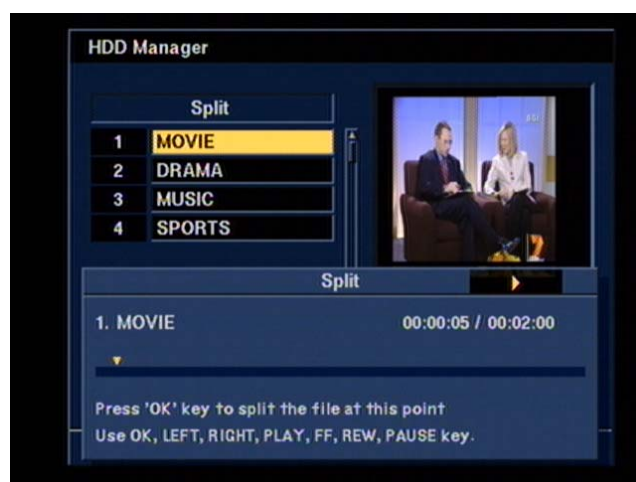 HDD Manager
Split
1 MOVIE
2 DRAMA
3 MUSIC
4 SPORTS
Split
1. MOVIE 00:00:05 / 00:02:00
Press 'OK' key to split the file at this point
Use OK, LEFT, RIGHT, PLAY, FF, REW, PAUSE key.